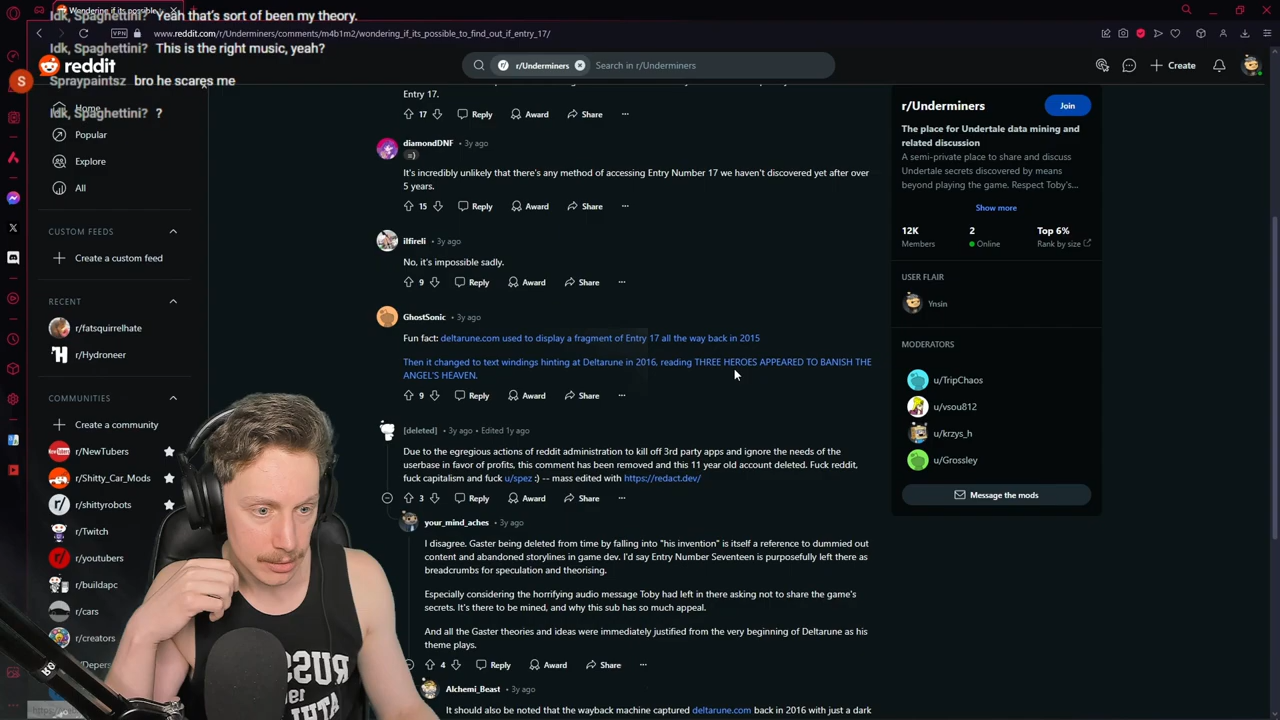 Wondering if its possible
Idk, Spaghettini? Yeah that's sort of been my theory.
VPN
www.reddit.com/r/Underminers/comments/m4b1m2/wondering_if_its_possible_to_find_out_if_entry_17/
Idk, Spaghettini? This is the right music, yeah?
reddit
r/Underminers
Search in r/Underminers
Create
S
Spraypaintsz bro he scares me
Home
Idk, Spaghettini? ?
Popular
Explore
All
CUSTOM FEEDS
Create a custom feed
RECENT
r/fatsquirrelhate
r/Hydroneer
COMMUNITIES
Create a community
r/NewTubers
r/Shitty_Car_Mods
r/shittyrobots
r/Twitch
r/youtubers
r/buildapc
r/cars
r/creators
r/Depers
Entry 17.
17 Reply Award Share
diamondDNF • 3y ago
=)
It's incredibly unlikely that there's any method of accessing Entry Number 17 we haven't discovered yet after over
5 years.
15 Reply Award Share
ilfireli • 3y ago
No, it's impossible sadly.
9 Reply Award Share
GhostSonic • 3y ago
Fun fact: deltarune.com used to display a fragment of Entry 17 all the way back in 2015
Then it changed to text windings hinting at Deltarune in 2016, reading THREE HEROES APPEARED TO BANISH THE
ANGEL'S HEAVEN.
9 Reply Award Share
[deleted] • 3y ago • Edited 1y ago
Due to the egregious actions of reddit administration to kill off 3rd party apps and ignore the needs of the
userbase in favor of profits, this comment has been removed and this 11 year old account deleted. Fuck reddit,
fuck capitalism and fuck u/spez :) -- mass edited with https://redact.dev/
3 Reply Award Share
your_mind_aches • 3y ago
I disagree. Gaster being deleted from time by falling into "his invention" is itself a reference to dummied out
content and abandoned storylines in game dev. I'd say Entry Number Seventeen is purposefully left there as
breadcrumbs for speculation and theorising.
Especially considering the horrifying audio message Toby had left in there asking not to share the game's
secrets. It's there to be mined, and why this sub has so much appeal.
And all the Gaster theories and ideas were immediately justified from the very beginning of Deltarune as his
theme plays.
4 Reply Award Share
Alchemi_Beast • 3y ago
It should also be noted that the wayback machine captured deltarune.com back in 2016 with just a dark
r/Underminers
Join
The place for Undertale data mining and
related discussion
A semi-private place to share and discuss
Undertale secrets discovered by means
beyond playing the game. Respect Toby's...
Show more
12K 2 Top 6%
Members Online Rank by size
USER FLAIR
Ynsin
MODERATORS
u/TripChaos
u/vsou812
u/krzys_h
u/Grossley
Message the mods
RUSS